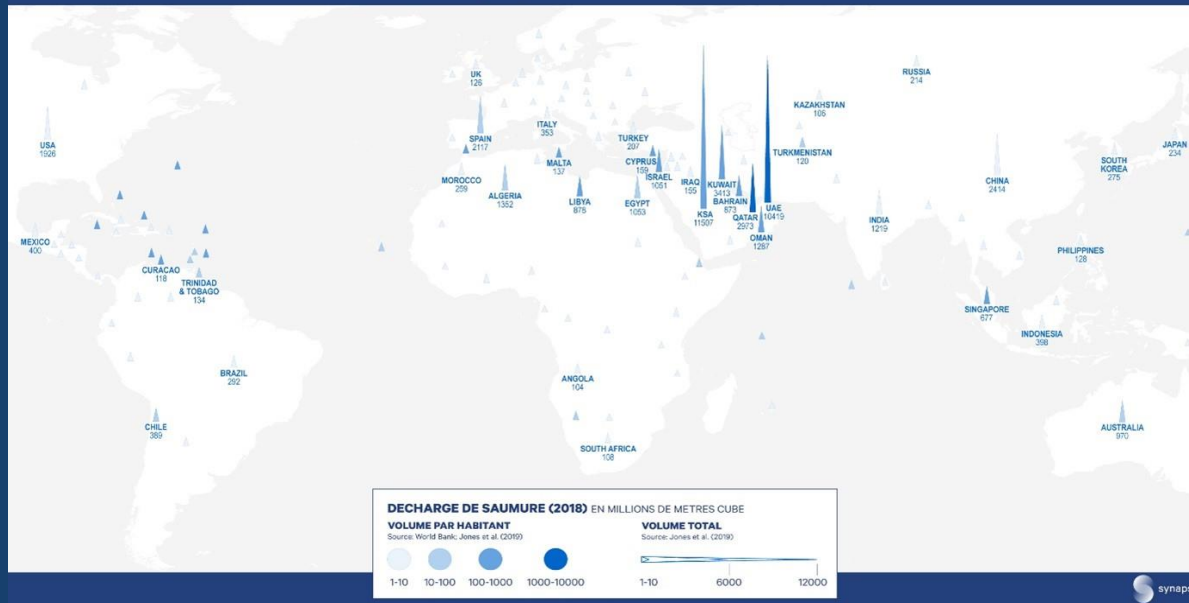 UK
126
RUSSIA
214
KAZAKHSTAN
106
USA
1926
SPAIN
2117
ITALY
353
TURKEY
207
TURKMENISTAN
120
JAPAN
234
SOUTH
KOREA
275
CHINA
2414
MALTA
137
CYPRUS
159
ISRAEL
1051
MOROCCO
259
ALGERIA
1352
LIBYA
876
EGYPT
1053
IRAQ
155
KUWAIT
3413
BAHRAIN
673
KSA
11507
QATAR
2973
UAE
10419
OMAN
1287
INDIA
1219
MEXICO
400
PHILIPPINES
128
CURACAO
118
TRINIDAD
& TOBAGO
134
SINGAPORE
677
INDONESIA
398
BRAZIL
292
ANGOLA
104
CHILE
389
AUSTRALIA
970
SOUTH AFRICA
108
DECHARGE DE SAUMURE (2018) EN MILLIONS DE METRES CUBE
VOLUME PAR HABITANT
Source: World Bank; Jones et al. (2019)
1-10 10-100 100-1000 1000-10000
VOLUME TOTAL
Source: Jones et al. (2019)
1-10 6000 12000
synaps